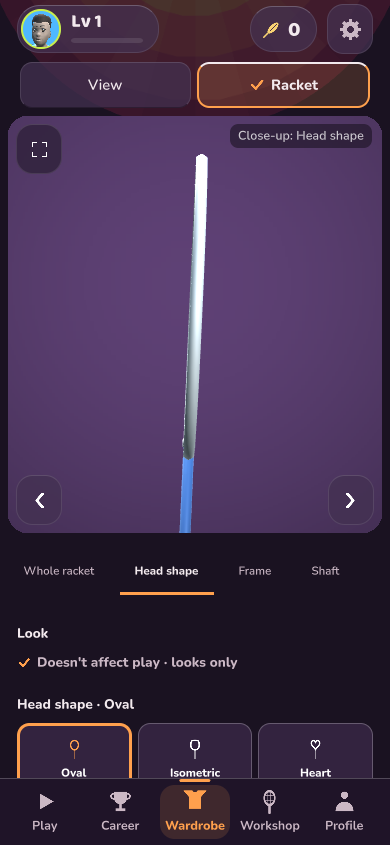 Lv 1
0
View
Racket
Close-up: Head shape
Whole racket
Head shape
Frame
Shaft
Look
Doesn't affect play · looks only
Head shape · Oval
Oval
Isometric
Heart
Play
Career
Wardrobe
Workshop
Profile